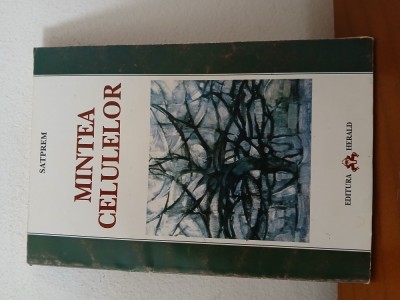 SATPREM
MINTEA
CELULELOR
EDITURA HERALD